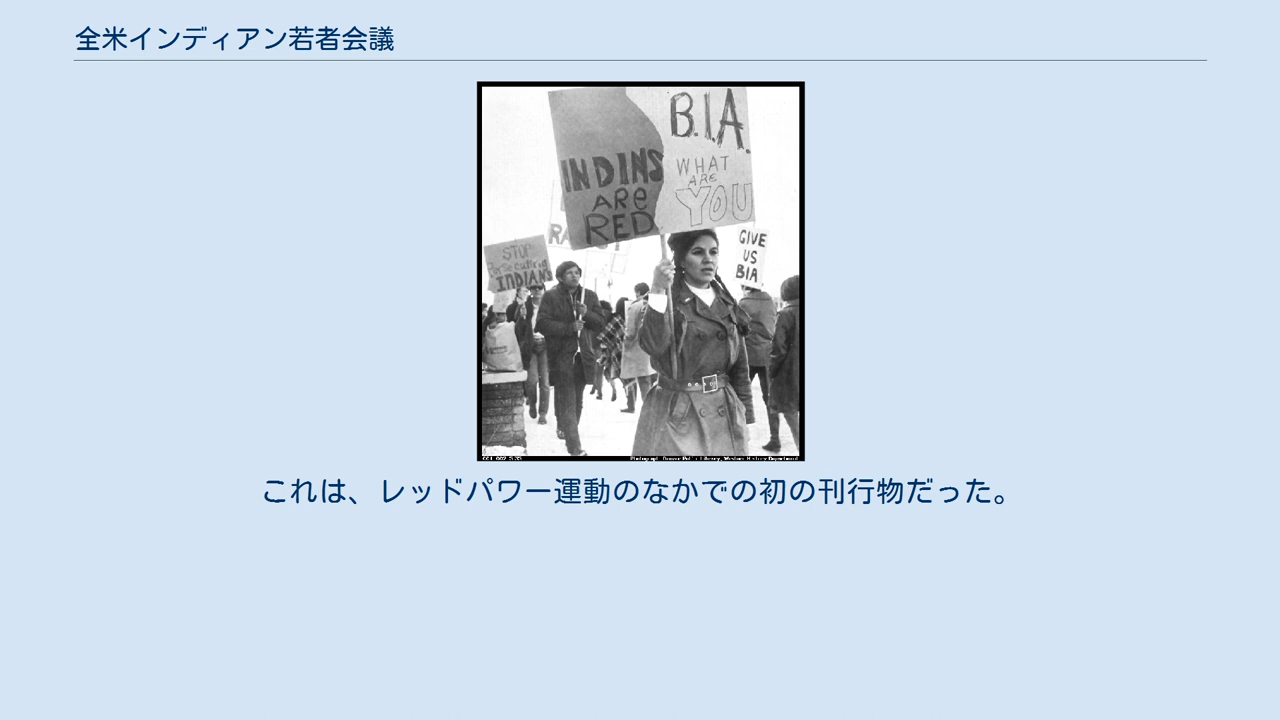 全米インディアン若者会議
B.I.A.
INDINS
ARe
RED
WHAT
ARE
YOU
STOP
INDIANS
RA
GIVE
US
BIA
これは、レッドパワー運動のなかでの初の刊行物だった。